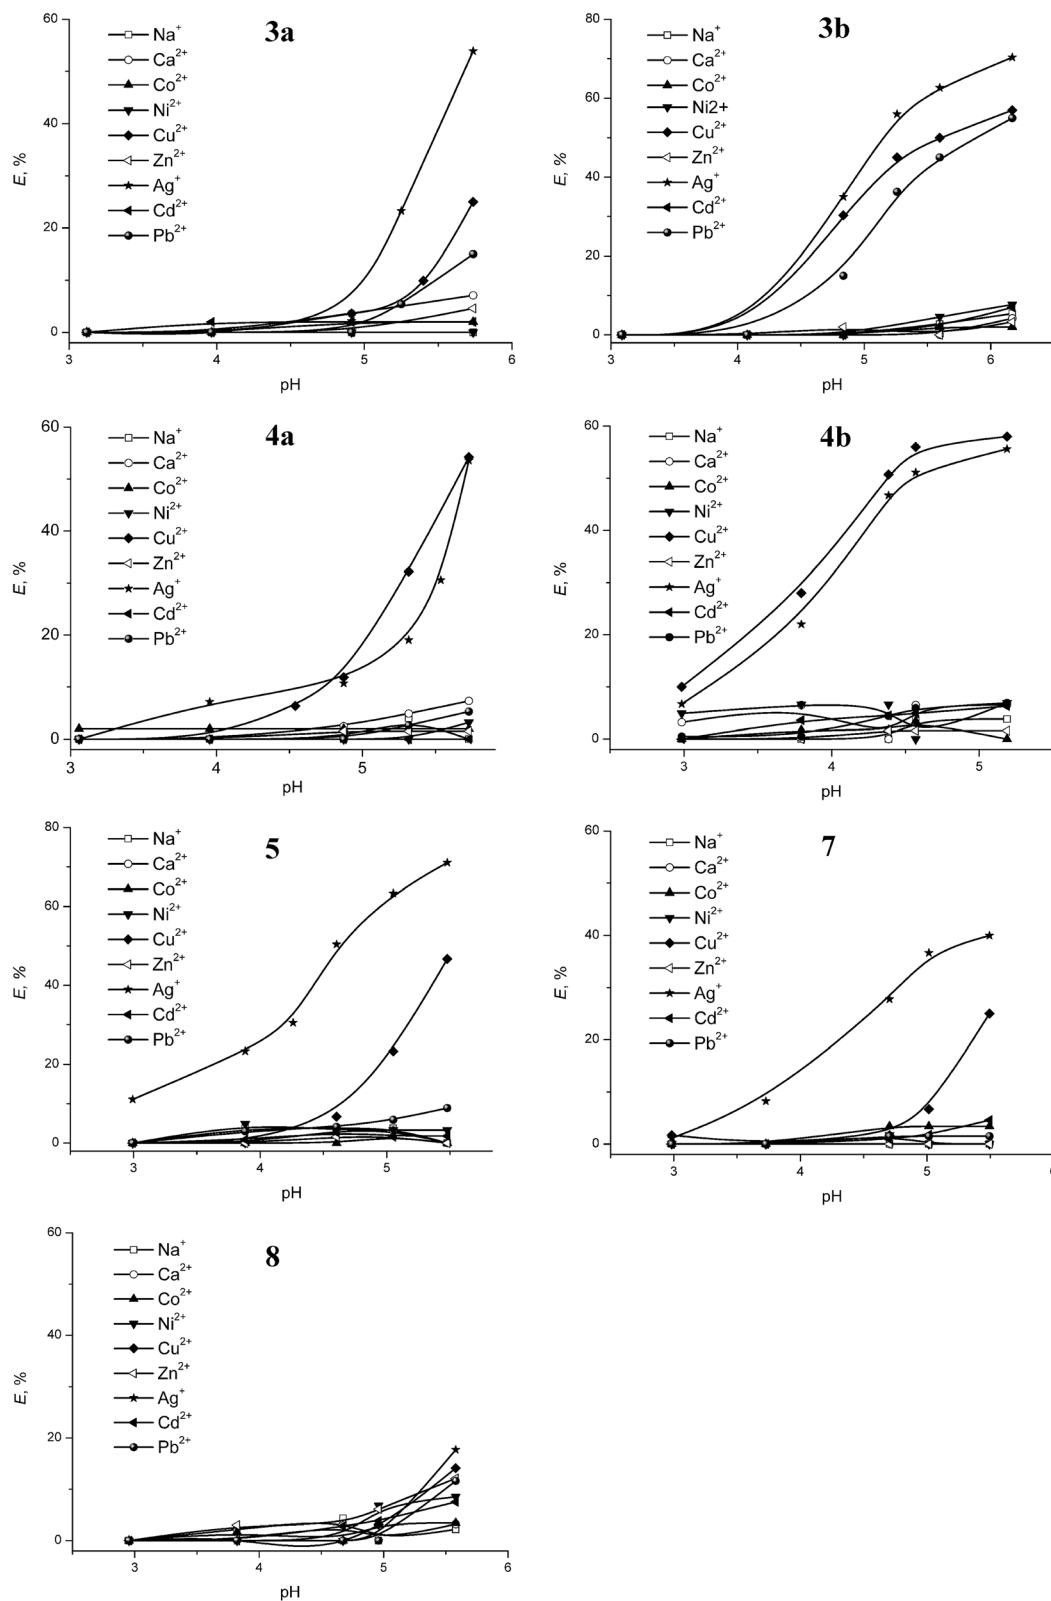 3a
60
40
20
0
E, %
Na⁺
Ca²⁺
Co²⁺
Ni²⁺
Cu²⁺
Zn²⁺
Ag⁺
Cd²⁺
Pb²⁺
3 4 5 6
pH
3b
80
60
40
20
0
E, %
Na⁺
Ca²⁺
Co²⁺
Ni2+
Cu²⁺
Zn²⁺
Ag⁺
Cd²⁺
Pb²⁺
3 4 5 6
pH
4a
60
40
20
0
E, %
Na⁺
Ca²⁺
Co²⁺
Ni²⁺
Cu²⁺
Zn²⁺
Ag⁺
Cd²⁺
Pb²⁺
3 4 5
pH
4b
60
40
20
0
E, %
Na⁺
Ca²⁺
Co²⁺
Ni²⁺
Cu²⁺
Zn²⁺
Ag⁺
Cd²⁺
Pb²⁺
3 4 5
pH
5
80
60
40
20
0
E, %
Na⁺
Ca²⁺
Co²⁺
Ni²⁺
Cu²⁺
Zn²⁺
Ag⁺
Cd²⁺
Pb²⁺
3 4 5
pH
7
60
40
20
0
E, %
Na⁺
Ca²⁺
Co²⁺
Ni²⁺
Cu²⁺
Zn²⁺
Ag⁺
Cd²⁺
Pb²⁺
3 4 5
pH
8
60
40
20
0
E, %
Na⁺
Ca²⁺
Co²⁺
Ni²⁺
Cu²⁺
Zn²⁺
Ag⁺
Cd²⁺
Pb²⁺
3 4 5 6
pH